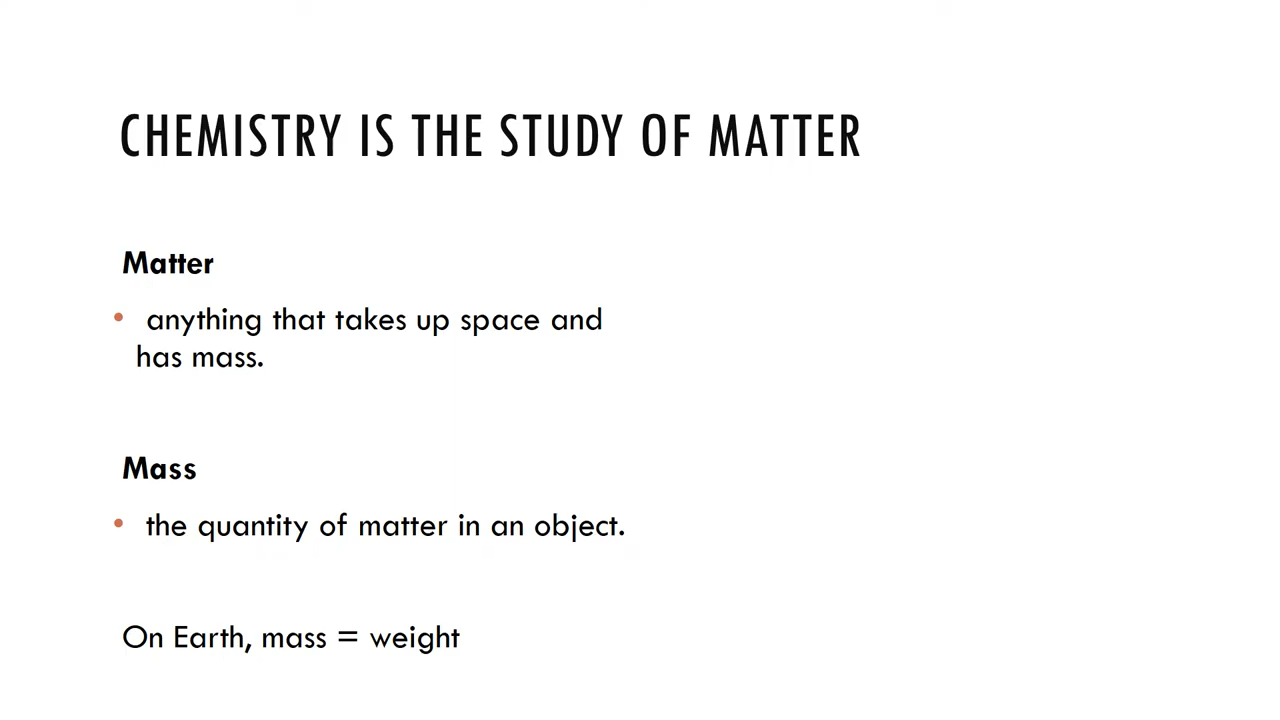 CHEMISTRY IS THE STUDY OF MATTER
Matter
• anything that takes up space and
has mass.
Mass
• the quantity of matter in an object.
On Earth, mass = weight